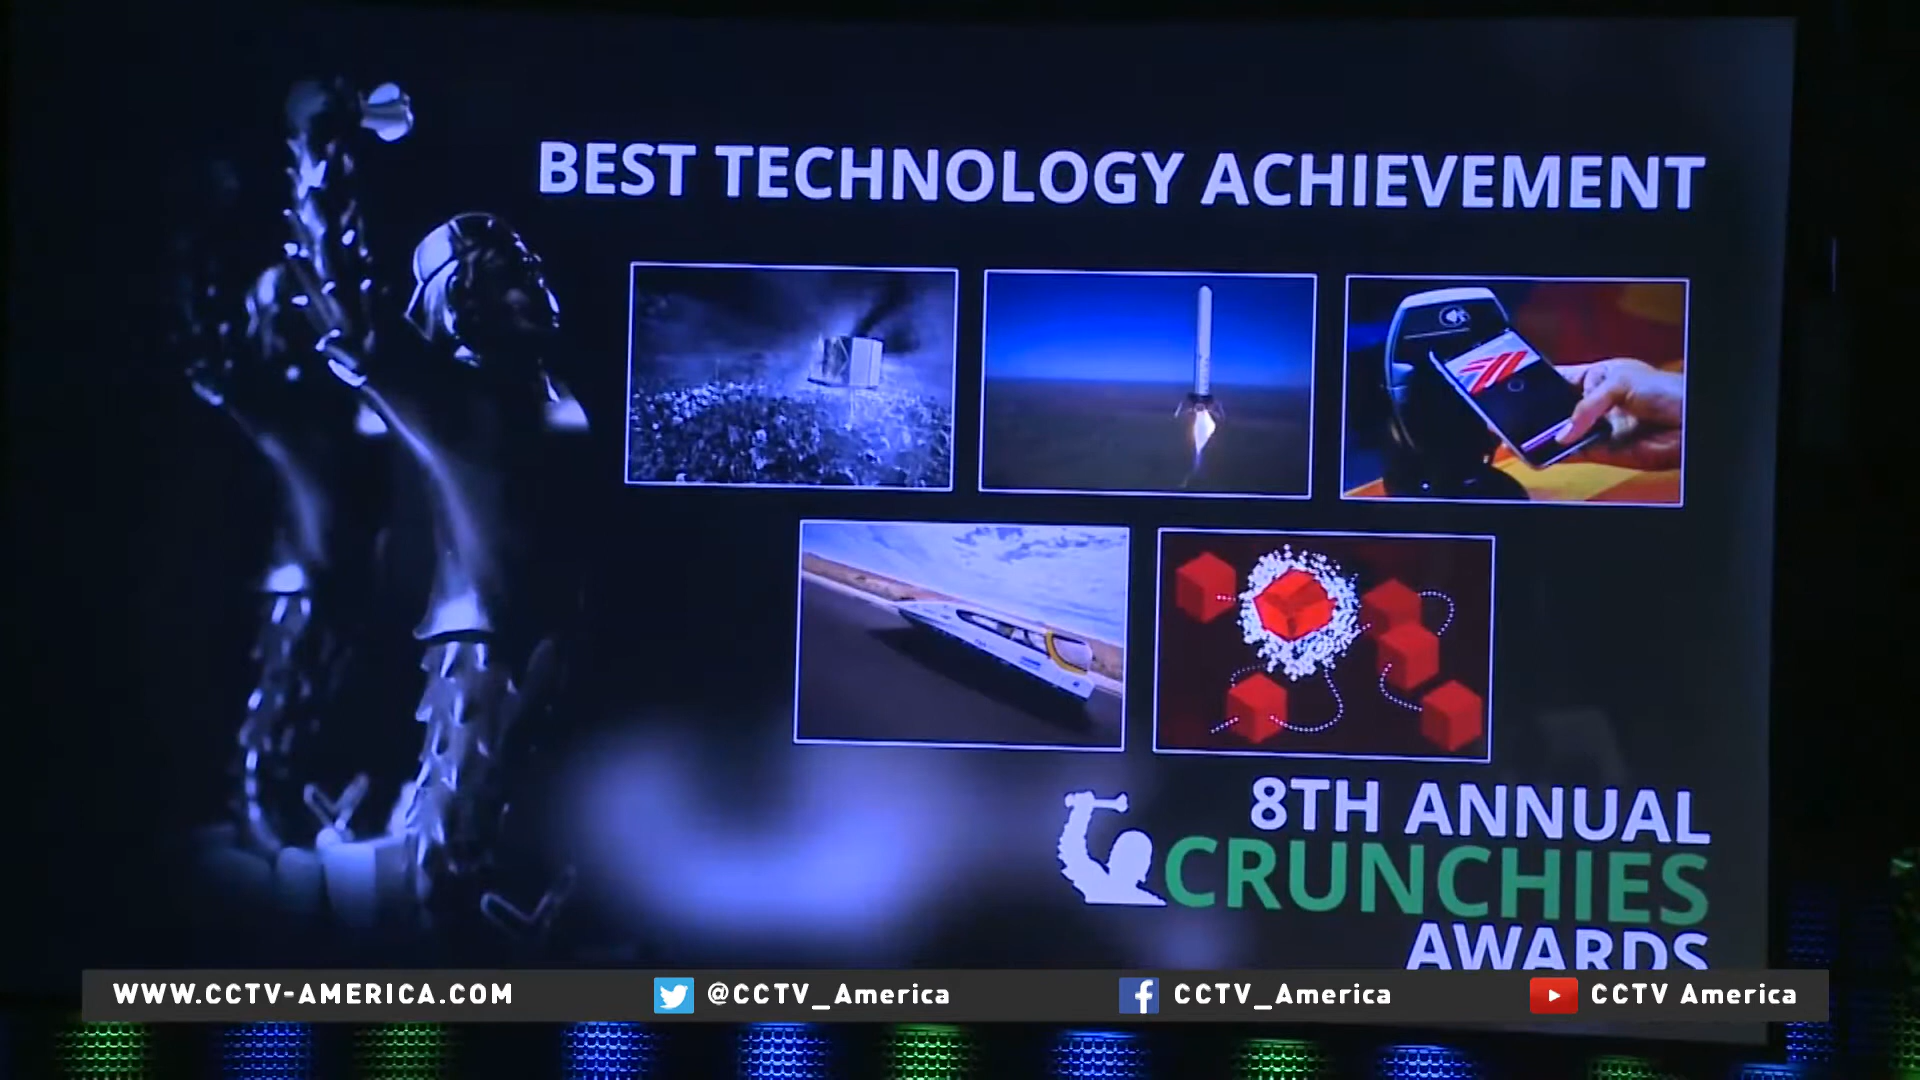 BEST TECHNOLOGY ACHIEVEMENT
8TH ANNUAL
CRUNCHIES
AWARDS
WWW.CCTV-AMERICA.COM
@CCTV_America
CCTV_America
CCTV America